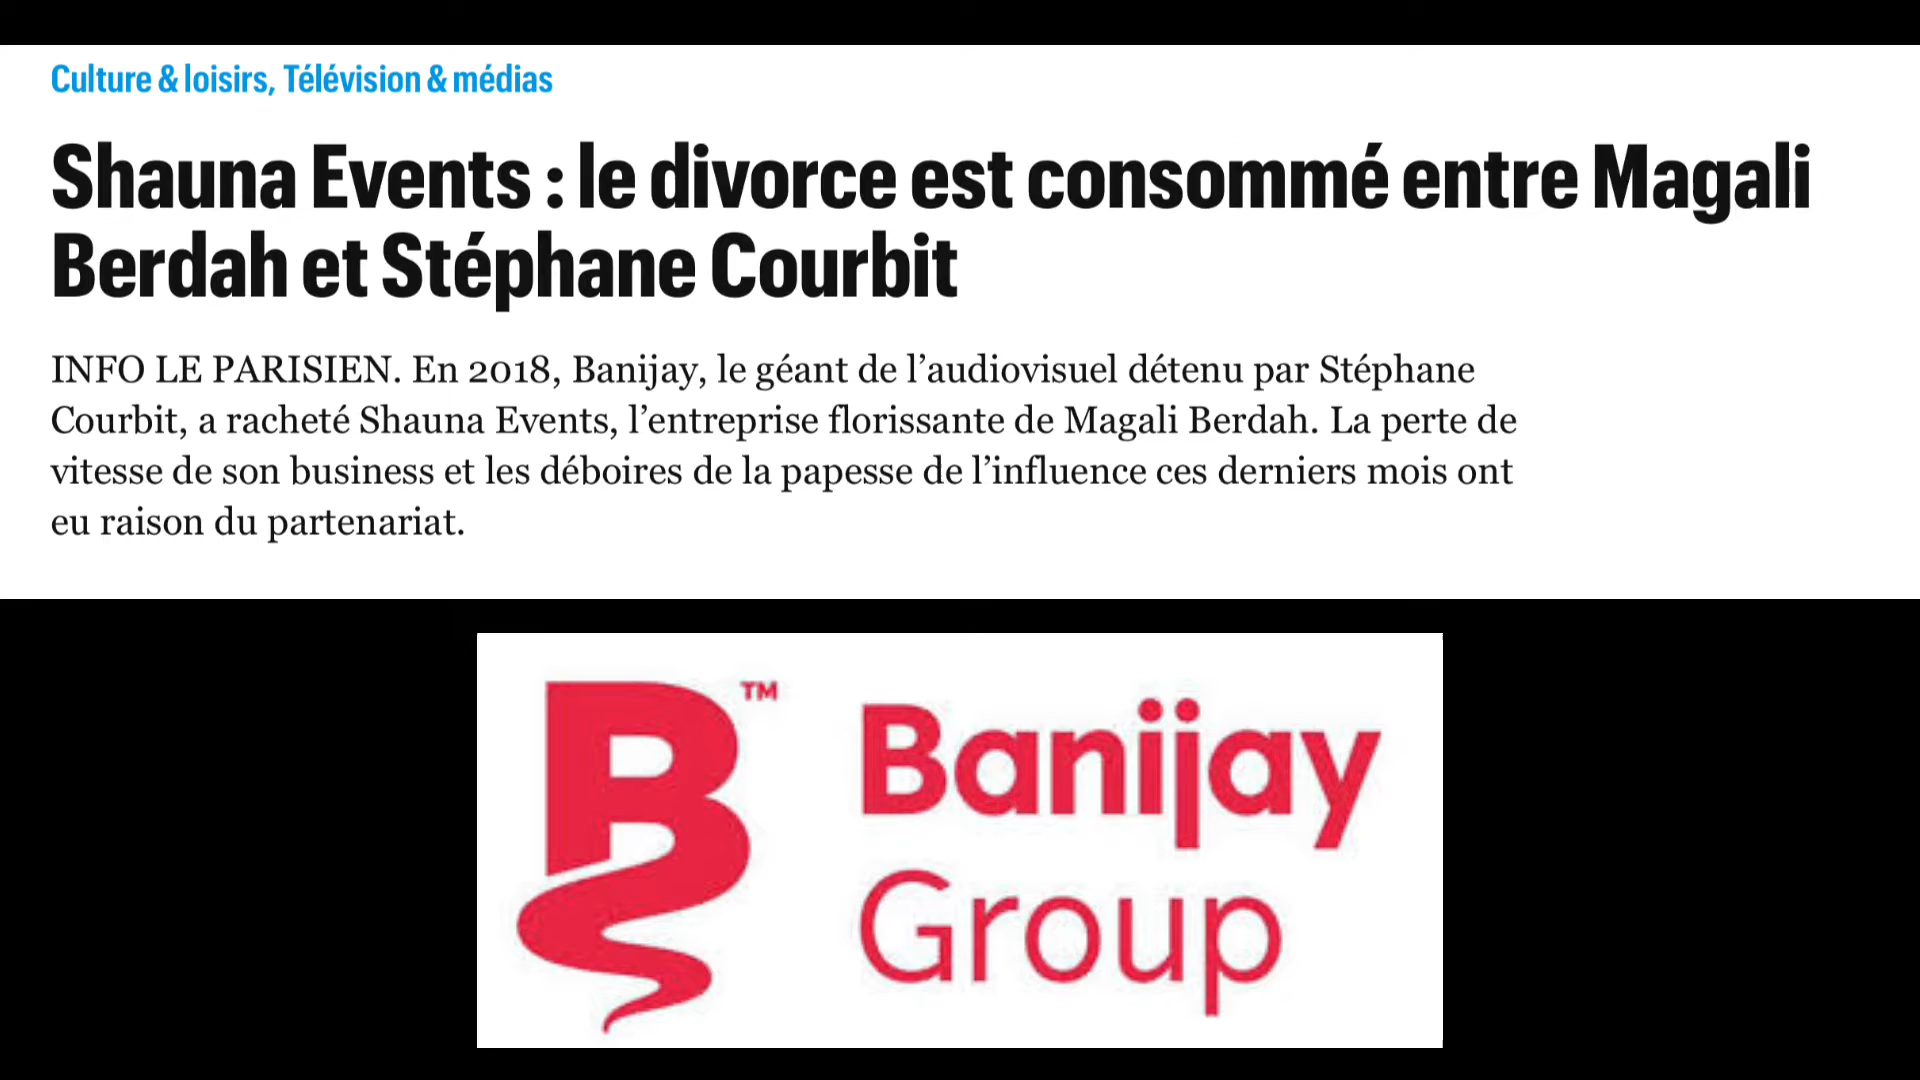 Culture & loisirs, Télévision & médias
Shauna Events : le divorce est consommé entre Magali
Berdah et Stéphane Courbit
INFO LE PARISIEN. En 2018, Banijay, le géant de l’audiovisuel détenu par Stéphane
Courbit, a racheté Shauna Events, l’entreprise florissante de Magali Berdah. La perte de
vitesse de son business et les déboires de la papesse de l’influence ces derniers mois ont
eu raison du partenariat.
B™
Banijay
Group